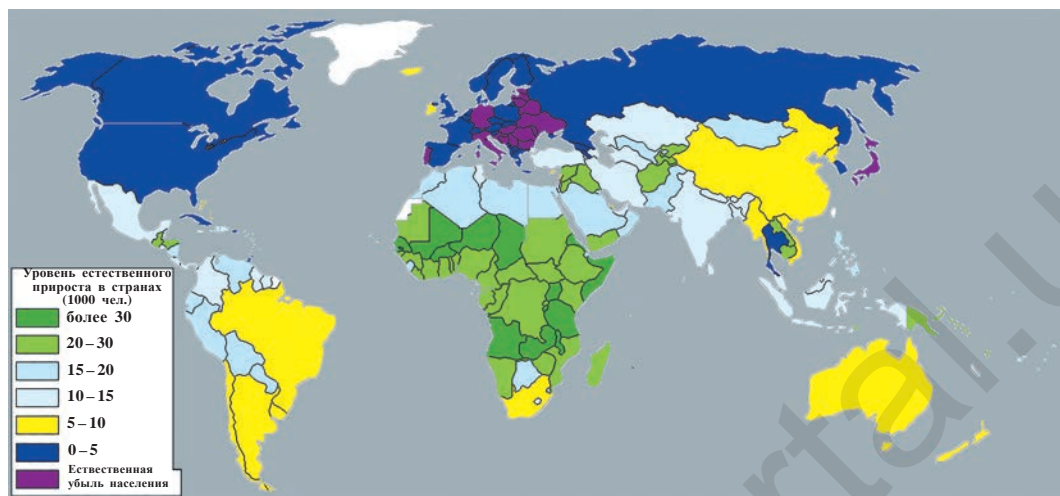 Уровень естественного
прироста в странах
(1000 чел.)
более 30
20–30
15–20
10–15
5–10
0–5
Ествественная
убыль населения